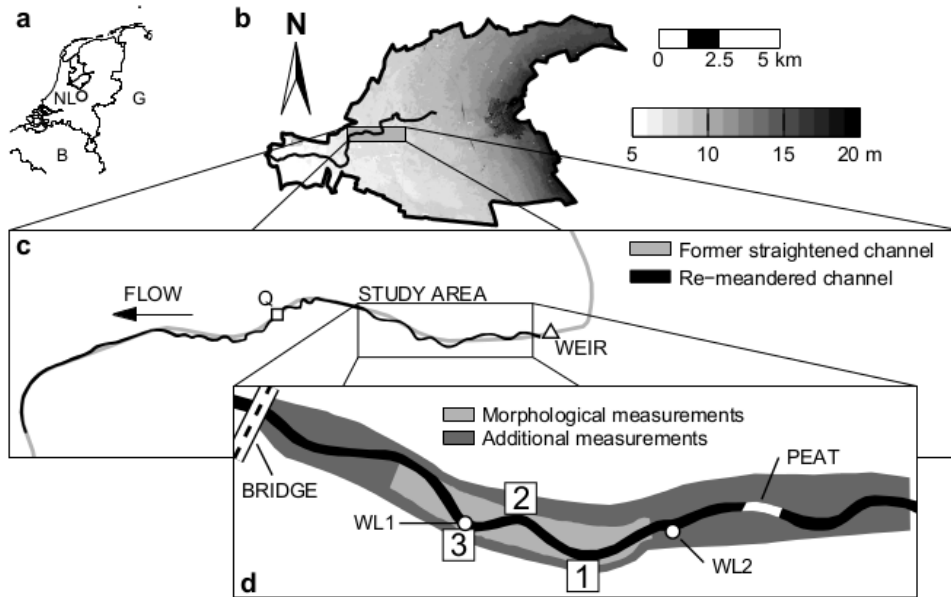 a
NL
G
B
b
N
0 2.5 5 km
5 10 15 20 m
c
Former straightened channel
Re-meandered channel
FLOW
Q
STUDY AREA
WEIR
d
Morphological measurements
Additional measurements
BRIDGE
PEAT
WL1
2
3
1
WL2